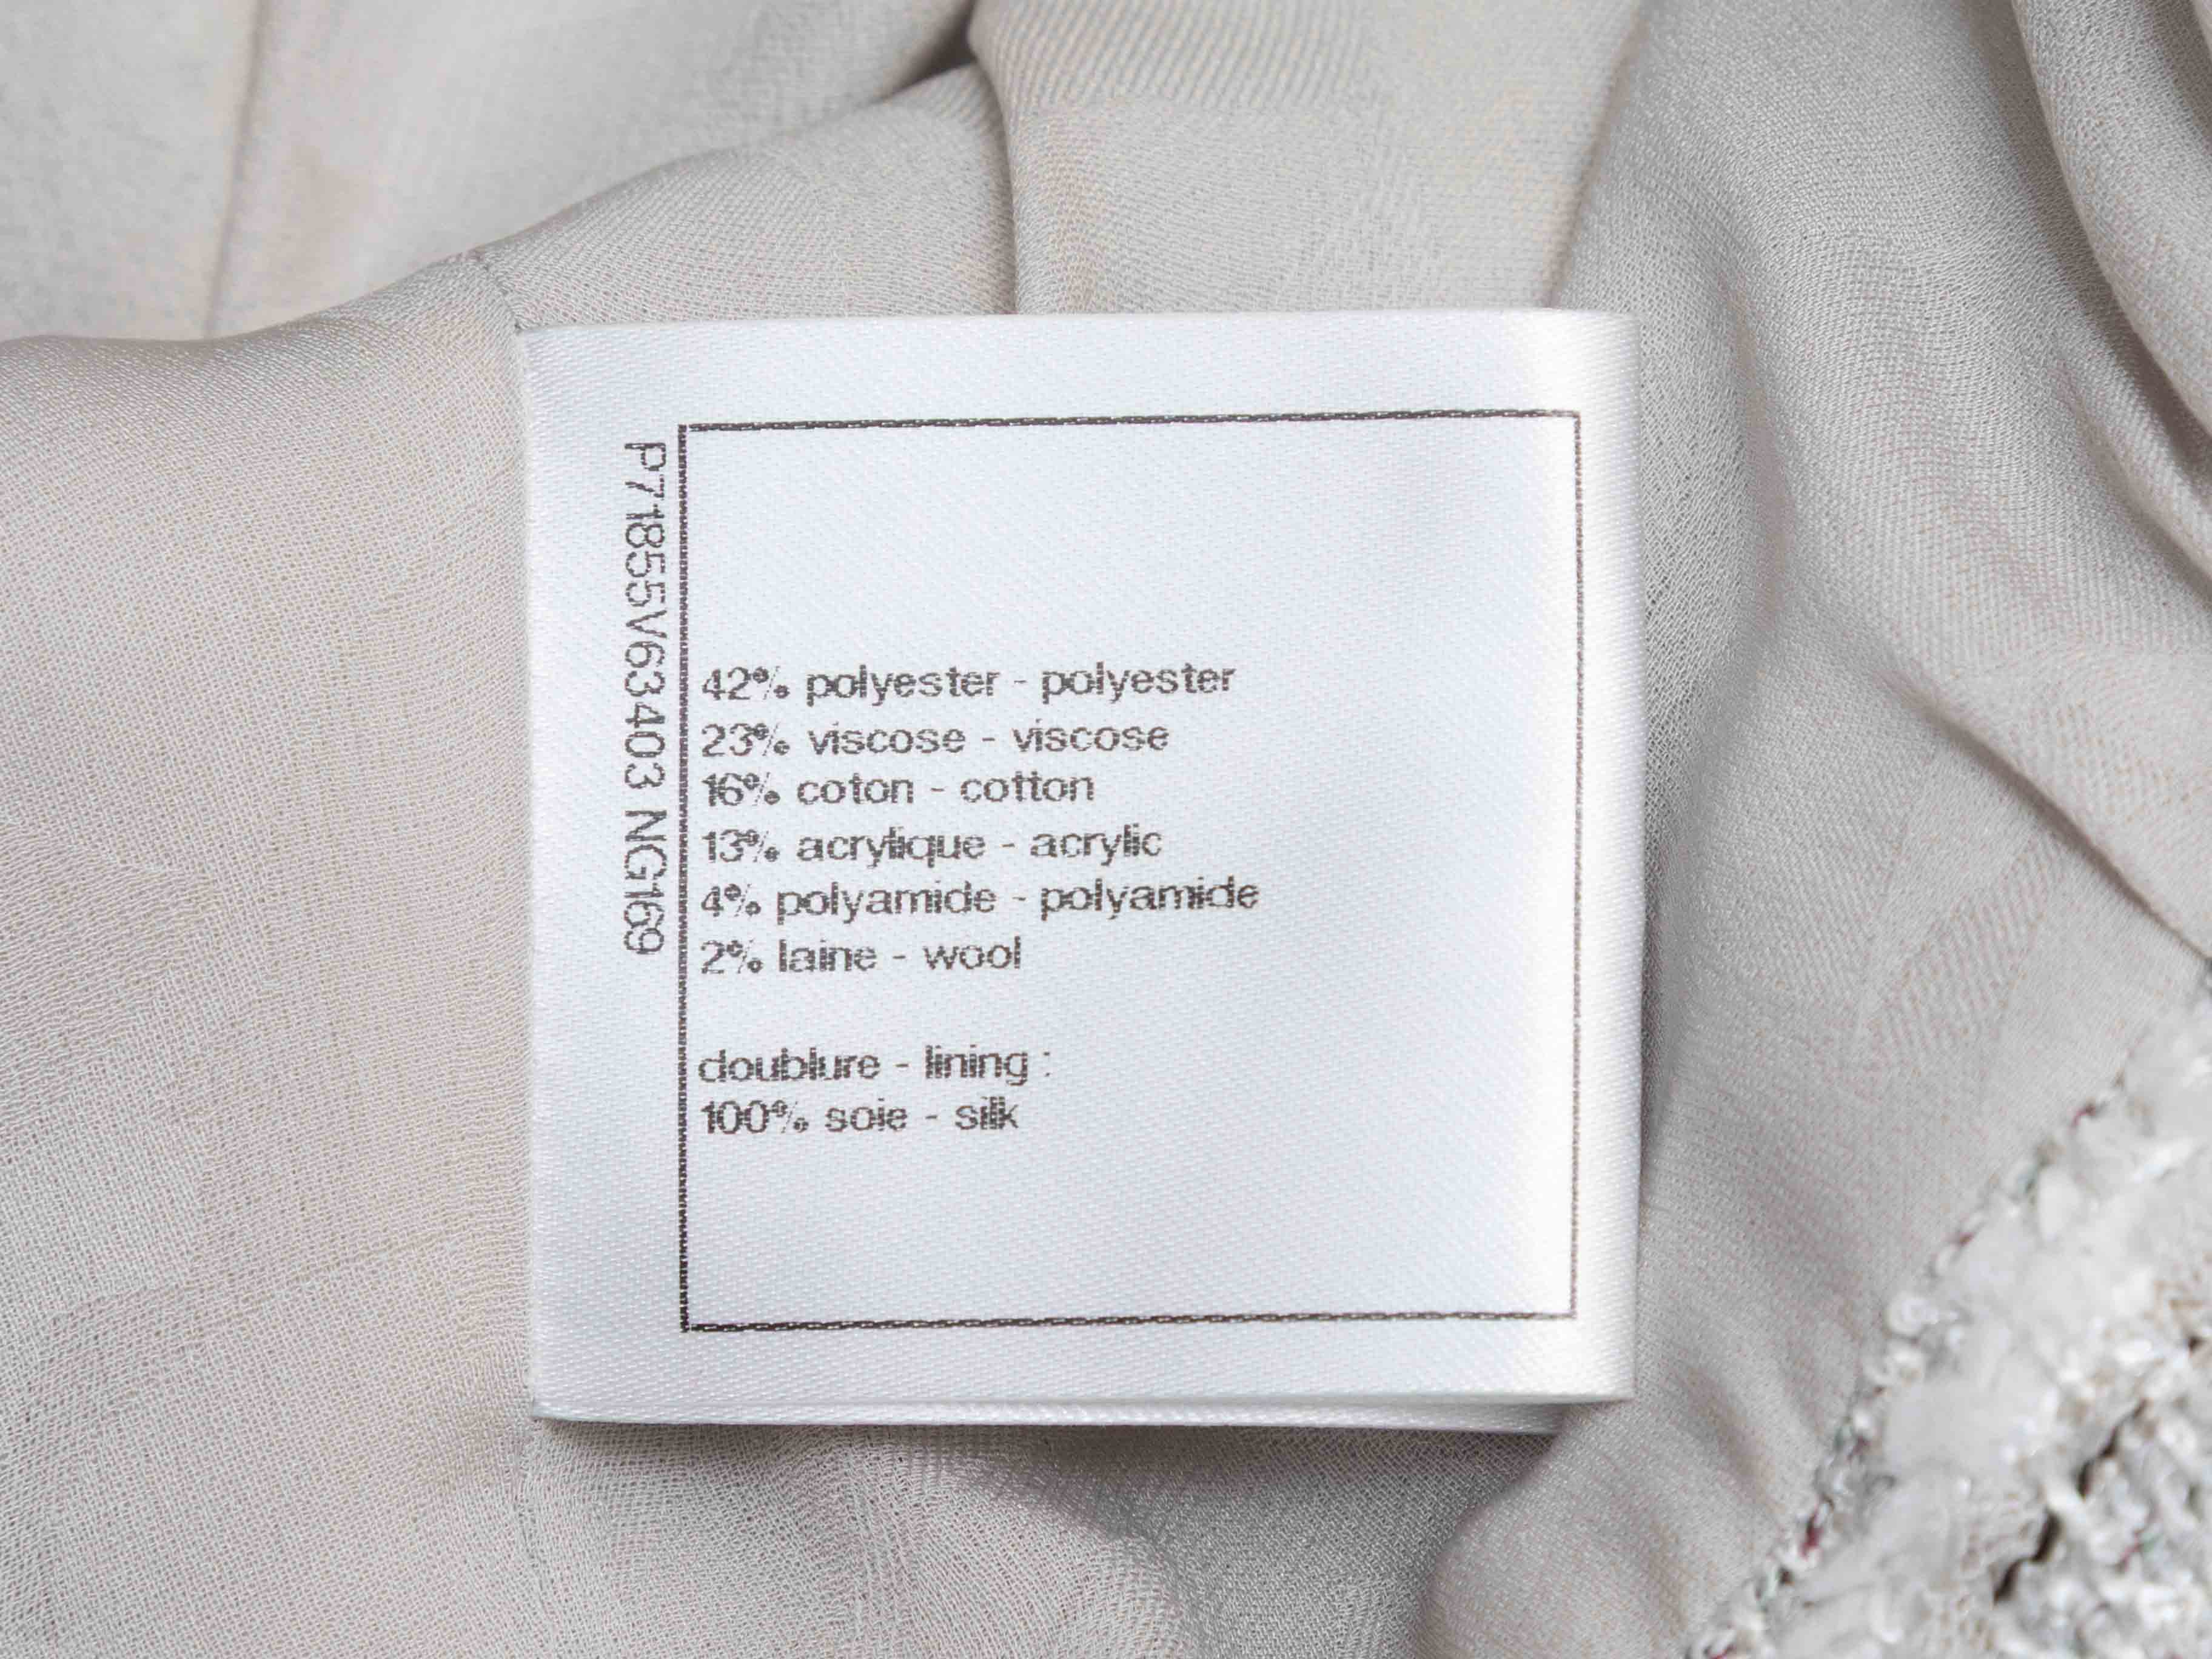 P71855V63403 NG169
42% polyester - polyester
23% viscose - viscose
16% coton - cotton
13% acrylique - acrylic
4% polyamide - polyamide
2% laine - wool
doublure - lining :
100% soie - silk